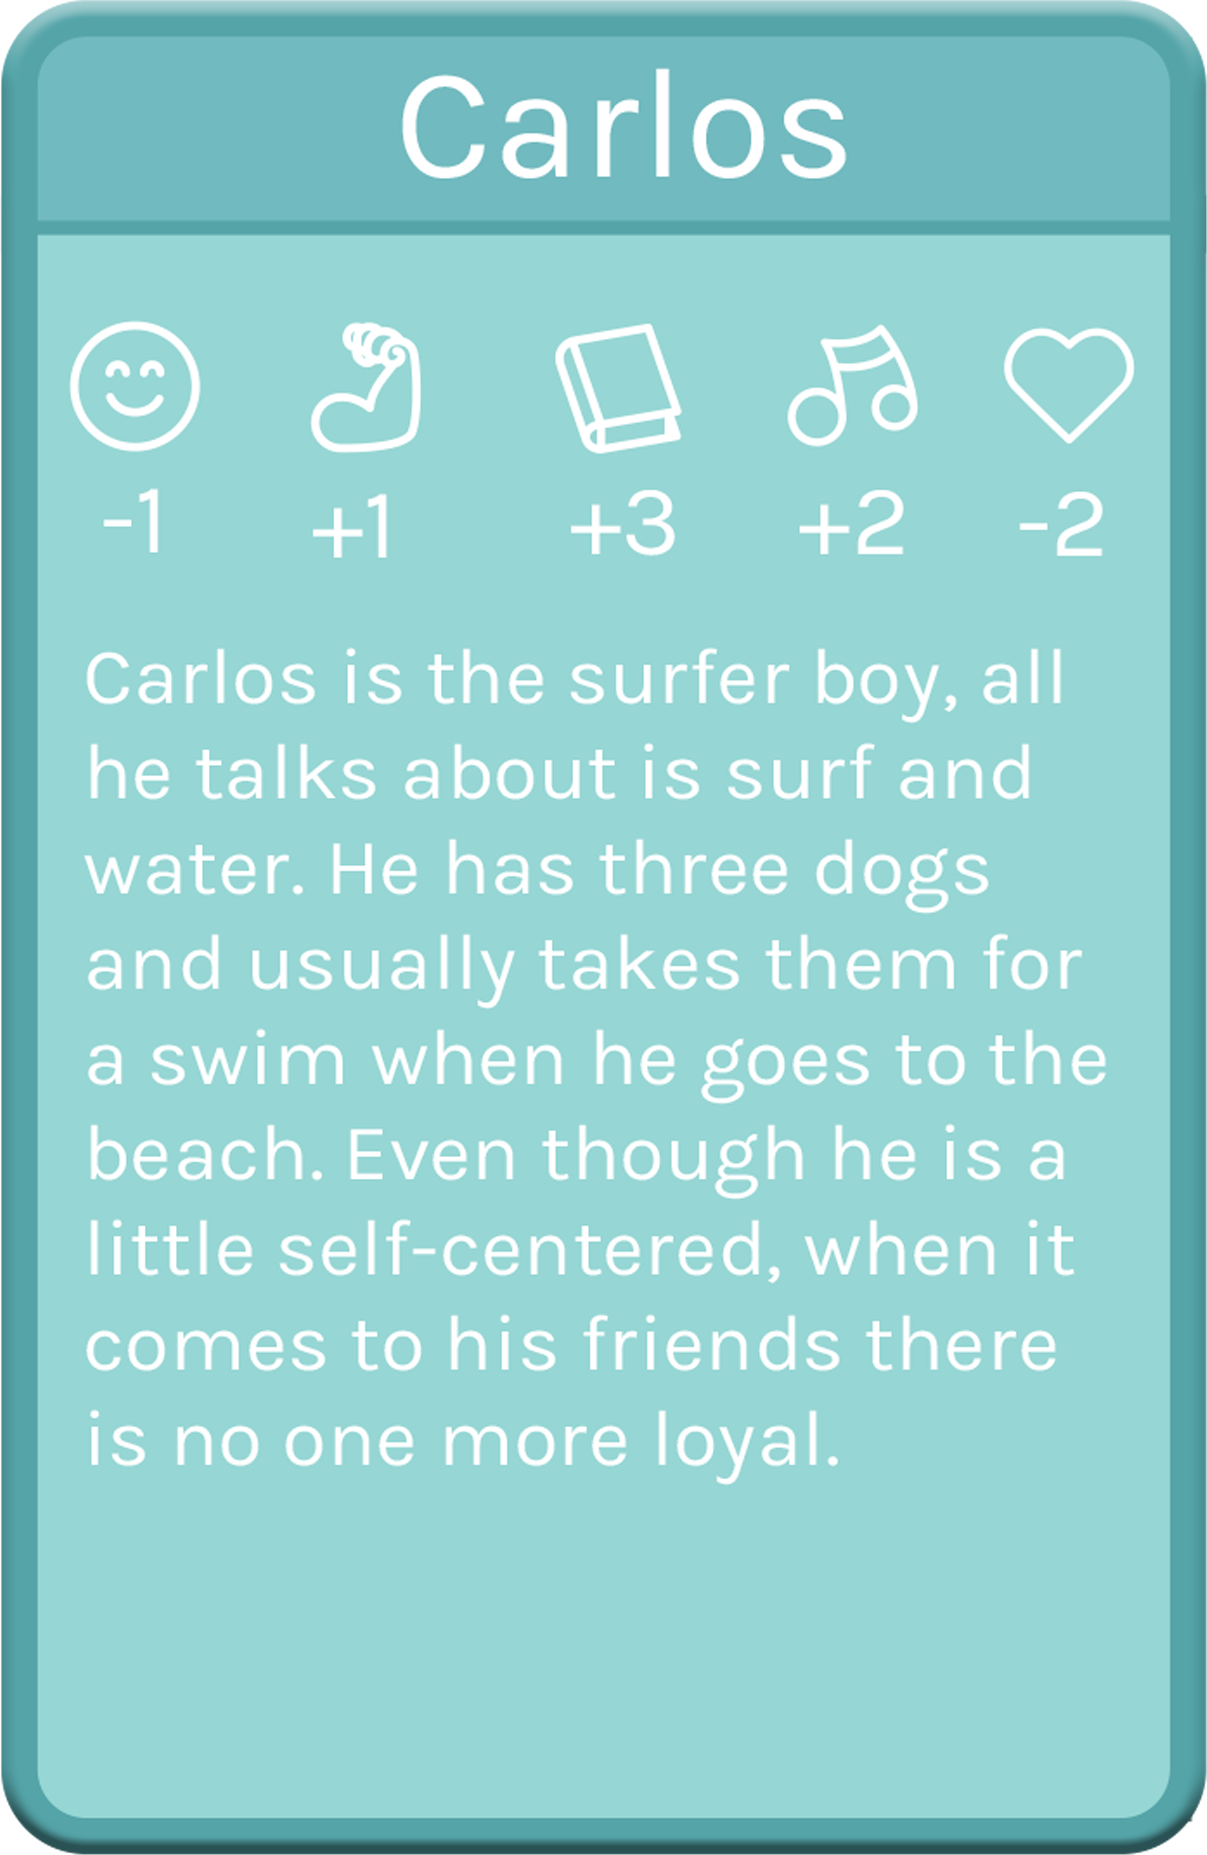 Carlos
-1 +1 +3 +2 -2
Carlos is the surfer boy, all
he talks about is surf and
water. He has three dogs
and usually takes them for
a swim when he goes to the
beach. Even though he is a
little self-centered, when it
comes to his friends there
is no one more loyal.